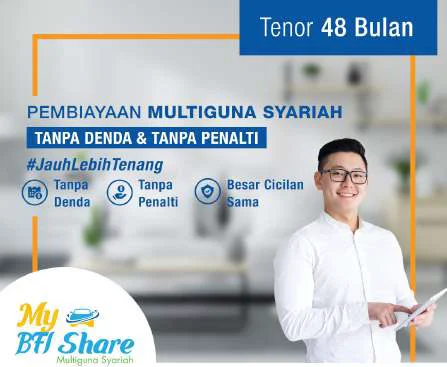 Tenor 48 Bulan
PEMBIAYAAN MULTIGUNA SYARIAH
TANPA DENDA & TANPA PENALTI
#JauhLebihTenang
Tanpa
Denda
Tanpa
Penalti
Besar Cicilan
Sama
My
BFI Share
Multiguna Syariah